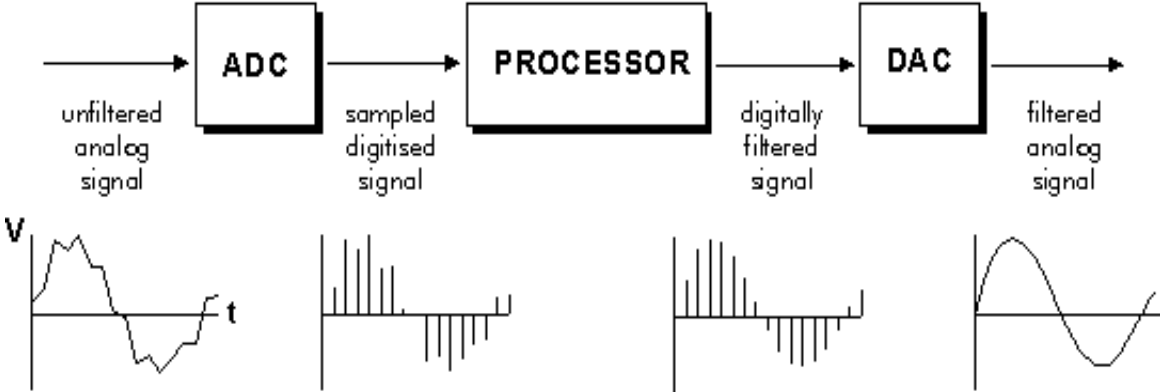 ADC
PROCESSOR
DAC
unfiltered
analog
signal
sampled
digitised
signal
digitally
filtered
signal
filtered
analog
signal
V
t